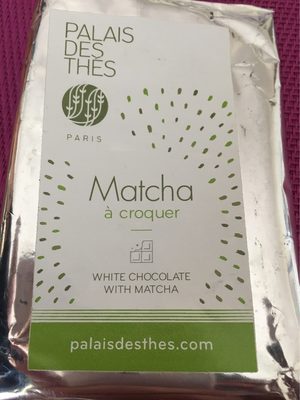 PALAIS
DES
THÉS
PARIS
Matcha
à croquer
WHITE CHOCOLATE
WITH MATCHA
palaisdesthes.com